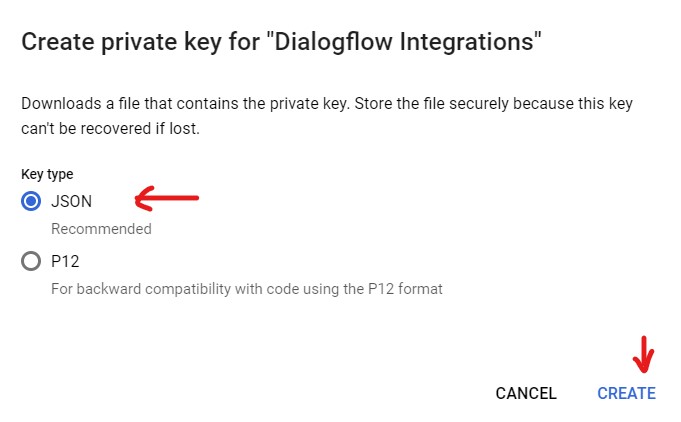 Create private key for "Dialogflow Integrations"
Downloads a file that contains the private key. Store the file securely because this key
can't be recovered if lost.
Key type
JSON
Recommended
P12
For backward compatibility with code using the P12 format
CANCEL CREATE